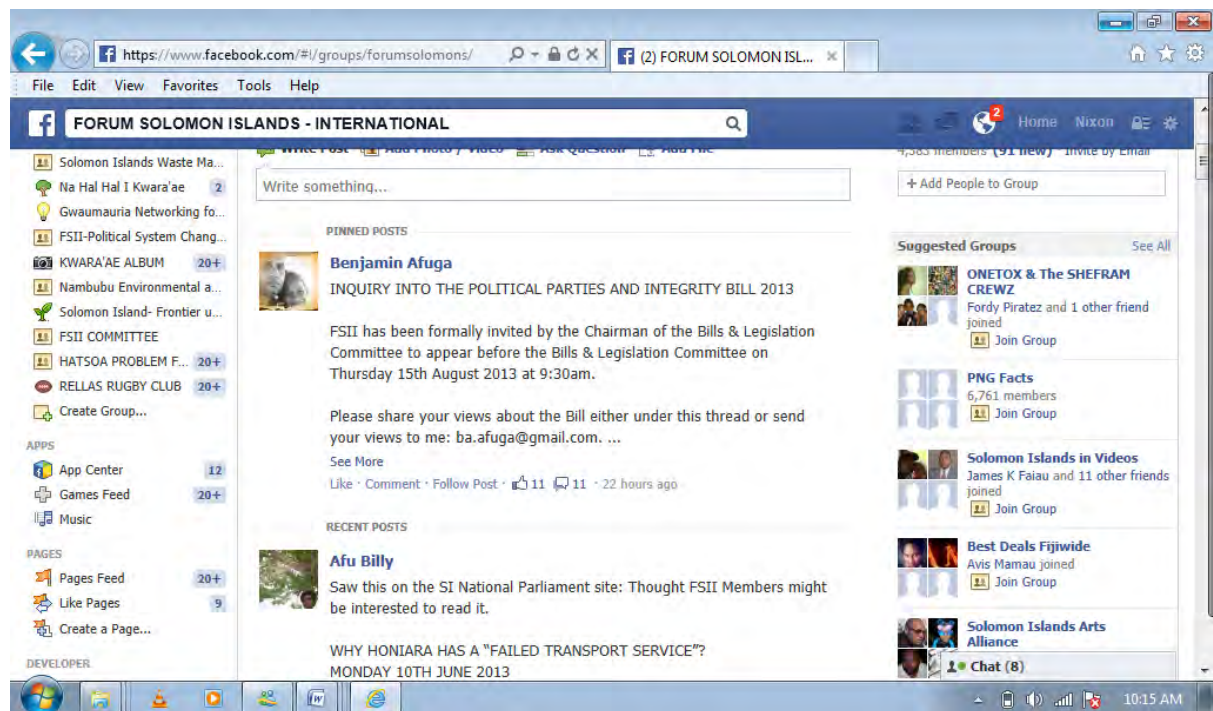 https://www.facebook.com/#!/groups/forumsolomons/
(2) FORUM SOLOMON ISL...
File Edit View Favorites Tools Help
FORUM SOLOMON ISLANDS - INTERNATIONAL
2
Home Nixon
Solomon Islands Waste Ma...
Na Hal Hal I Kwara'ae 2
Gwaumauria Networking fo...
FSII-Political System Chang...
KWARA'AE ALBUM 20+
Nambubu Environmental a...
Solomon Island- Frontier u...
FSII COMMITTEE
HATSOA PROBLEM F... 20+
RELLAS RUGBY CLUB 20+
Create Group...
APPS
App Center 12
Games Feed 20+
Music
PAGES
Pages Feed 20+
Like Pages 9
Create a Page...
DEVELOPER
Write Post Add Photo / Video Ask Question Add File
Write something...
PINNED POSTS
Benjamin Afuga
INQUIRY INTO THE POLITICAL PARTIES AND INTEGRITY BILL 2013
FSII has been formally invited by the Chairman of the Bills & Legislation
Committee to appear before the Bills & Legislation Committee on
Thursday 15th August 2013 at 9:30am.
Please share your views about the Bill either under this thread or send
your views to me: ba.afuga@gmail.com. ...
See More
Like · Comment · Follow Post · 11 11 · 22 hours ago
RECENT POSTS
Afu Billy
Saw this on the SI National Parliament site: Thought FSII Members might
be interested to read it.
WHY HONIARA HAS A "FAILED TRANSPORT SERVICE"?
MONDAY 10TH JUNE 2013
4,583 members (91 new) · Invite by Email
+ Add People to Group
Suggested Groups See All
ONETOX & The SHEFRAM
CREWZ
Fordy Piratez and 1 other friend
joined
Join Group
PNG Facts
6,761 members
Join Group
Solomon Islands in Videos
James K Faiau and 11 other friends
joined
Join Group
Best Deals Fijiwide
Avis Mamau joined
Join Group
Solomon Islands Arts
Alliance
Chat (8)
10:15 AM